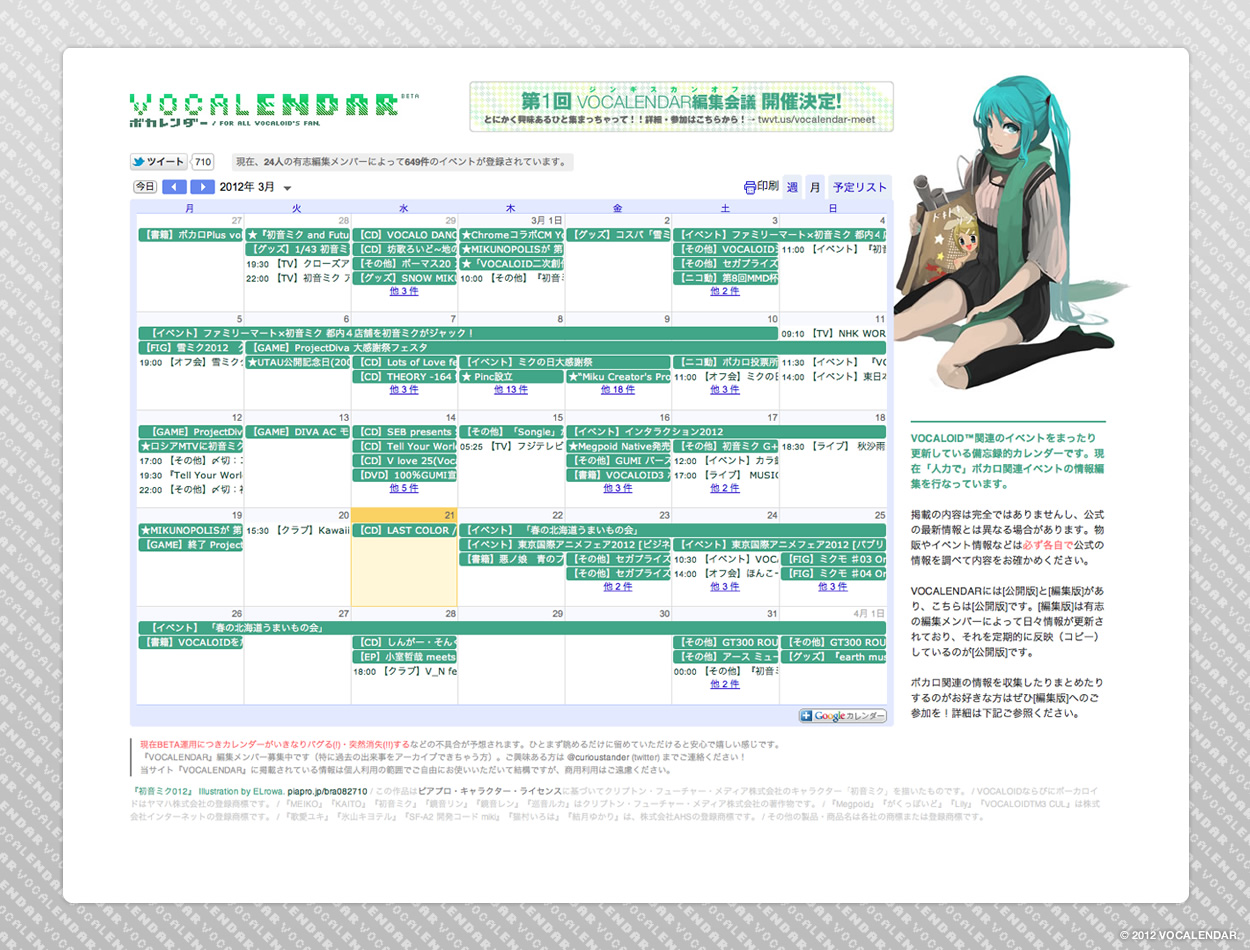 VOCALENDAR BETA
ボカレンダー / FOR ALL VOCALOID'S FAN.
ジンギスカンオフ
第1回 VOCALENDAR編集会議 開催決定!
とにかく興味あるひと集まっちゃって!!詳細・参加はこちらから!→ twvt.us/vocalendar-meet
ツイート 710
現在、24人の有志編集メンバーによって649件のイベントが登録されています。
今日 2012年 3月 印刷 週 月 予定リスト
月 火 水 木 金 土 日
27 28 29 3月 1日 2 3 4
【書籍】ボカロPlus vo
★『初音ミク and Futu
【グッズ】1/43 初音ミ
19:30 【TV】クローズア
22:00 【TV】初音ミク
【CD】VOCALO DANC
【CD】坊歌ろいど~地の
【その他】ボーマス20
【グッズ】SNOW MIK
他 3 件
★ChromeコラボCM Yo
★MIKUNOPOLISが 第
★「VOCALOID二次創
10:00 【その他】『初音ミ
【グッズ】コスパ「雪ミ
【イベント】ファミリーマート×初音ミク 都内４店
【その他】VOCALOID
【その他】セガプライズ
【ニコ動】第8回MMD杯
他 2 件
11:00 【イベント】『初音
5 6 7 8 9 10 11
【イベント】ファミリーマート×初音ミク 都内４店舗を初音ミクがジャック！
09:10 【TV】NHK WOR
【FIG】雪ミク2012
【GAME】ProjectDiva 大感謝祭フェスタ
19:00 【オフ会】雪ミク
★UTAU公開記念日(200
【CD】Lots of Love fe
【CD】THEORY -164
他 3 件
【イベント】ミクの日大感謝祭
★ Pinc設立
他 13 件
★"Miku Creator's Pro
他 18 件
【ニコ動】ボカロ投票所
11:00 【オフ会】ミクの日
他 3 件
11:30 【イベント】『VO
14:00 【イベント】東日本
12 13 14 15 16 17 18
【GAME】ProjectDiv
★ロシアMTVに初音ミク
17:00 【その他】〆切：
19:30 『Tell Your Worl
22:00 【その他】〆切：
【GAME】DIVA AC モ
【CD】SEB presents
【CD】Tell Your Worl
【CD】V love 25(Voc
【DVD】100%GUMI宣
他 5 件
【その他】「Songle」
05:25 【TV】フジテレビ
【イベント】インタラクション2012
★Megpoid Native発売
【その他】GUMI バース
【書籍】VOCALOID3
他 3 件
【その他】初音ミク G+
12:00 【イベント】カラ
17:00 【ライブ】 MUSIC
他 2 件
18:30 【ライブ】 秋沙雨
19 20 21 22 23 24 25
★MIKUNOPOLISが 第
【GAME】終了 Project
15:30 【クラブ】Kawaii
【CD】LAST COLOR /
【イベント】「春の北海道うまいもの会」
【イベント】東京国際アニメフェア2012 [ビジネ
【書籍】悪ノ娘 青のプ
【その他】セガプライズ
【その他】セガプライズ
他 2 件
【イベント】東京国際アニメフェア2012 [パブリ
10:30 【イベント】VOC
14:00 【オフ会】ほんこ
他 3 件
【FIG】ミクモ ♯03 Or
【FIG】ミクモ ♯04 Or
他 3 件
26 27 28 29 30 31 4月 1日
【イベント】「春の北海道うまいもの会」
【書籍】VOCALOIDを
【CD】しんがー・そんぐ
【EP】小室哲哉 meets
18:00 【クラブ】V_N fe
【その他】GT300 ROU
【その他】アース ミュー
00:00 【その他】『初音ミ
他 2 件
【その他】GT300 ROU
【グッズ】『earth mus
Google カレンダー
VOCALOID™関連のイベントをまったり
更新している備忘録的カレンダーです。現
在「人力で」ボカロ関連イベントの情報編
集を行なっています。
掲載の内容は完全ではありませんし、公式
の最新情報とは異なる場合があります。物
販やイベント情報などは必ず各自で公式の
情報を調べて内容をお確かめください。
VOCALENDARには[公開版]と[編集版]があ
り、こちらは[公開版]です。[編集版]は有志
の編集メンバーによって日々情報が更新さ
れており、それを定期的に反映（コピー）
しているのが[公開版]です。
ボカロ関連の情報を収集したりまとめたり
するのがお好きな方はぜひ[編集版]へのご
参加を！詳細は下記ご参照ください。
現在BETA運用につきカレンダーがいきなりバグる(!)・突然消失(!!)するなどの不具合が予想されます。ひとまず眺めるだけに留めていただけると安心で嬉しい感じです。
『VOCALENDAR』編集メンバー募集中です（特に過去の出来事をアーカイブできちゃう方）。ご興味ある方は @curioustander (twitter) までご連絡ください！
当サイト『VOCALENDAR』に掲載されている情報は個人利用の範囲でご自由にお使いいただいて結構ですが、商用利用はご遠慮ください。
『初音ミク012』 Illustration by ELrowa. piapro.jp/bra082710 / この作品はピアプロ・キャラクター・ライセンスに基づいてクリプトン・フューチャー・メディア株式会社のキャラクター「初音ミク」を描いたものです。 / VOCALOIDならびにボーカロイ
ドはヤマハ株式会社の登録商標です。 / 『MEIKO』『KAITO』『初音ミク』『鏡音リン』『鏡音レン』『巡音ルカ』はクリプトン・フューチャー・メディア株式会社の著作物です。 / 『Megpoid』『がくっぽいど』『Lily』『VOCALOIDTM3 CUL』は株式
会社インターネットの登録商標です。 / 『歌愛ユキ』『氷山キヨテル』『SF-A2 開発コード miki』『猫村いろは』『結月ゆかり』は、株式会社AHSの登録商標です。 / その他の製品・商品名は各社の商標または登録商標です。
© 2012 VOCALENDAR.